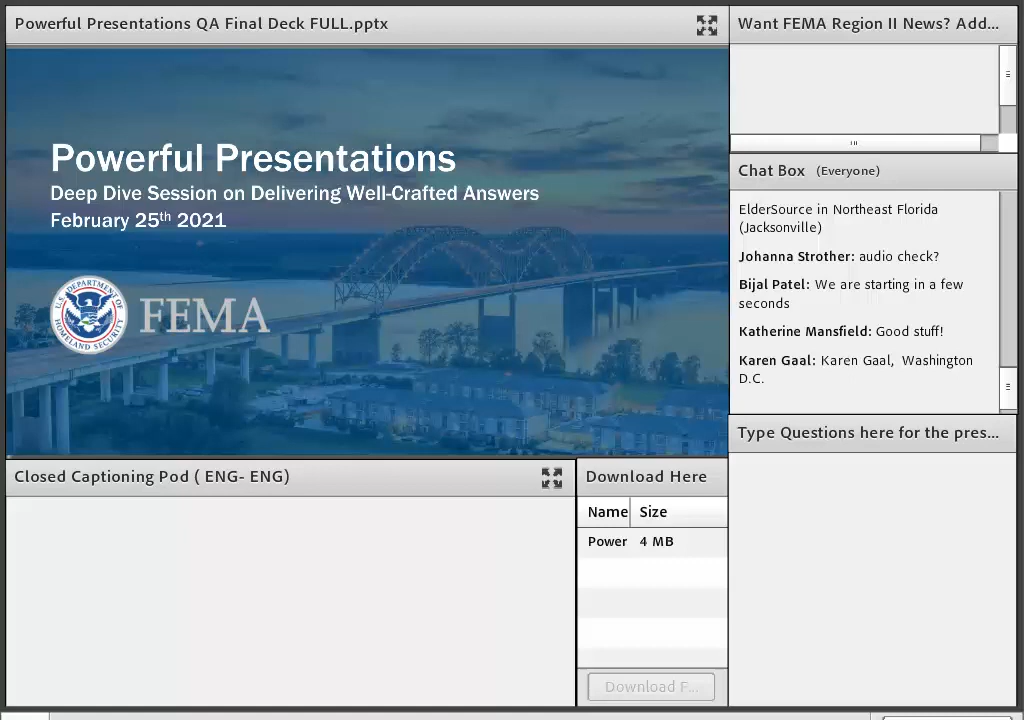 Powerful Presentations QA Final Deck FULL.pptx
Powerful Presentations
Deep Dive Session on Delivering Well-Crafted Answers
February 25th 2021
FEMA
Closed Captioning Pod ( ENG- ENG)
Download Here
Name Size
Power 4 MB
Download F...
Want FEMA Region II News? Add...
Chat Box (Everyone)
ElderSource in Northeast Florida
(Jacksonville)
Johanna Strother: audio check?
Bijal Patel: We are starting in a few
seconds
Katherine Mansfield: Good stuff!
Karen Gaal: Karen Gaal, Washington
D.C.
Type Questions here for the pres...